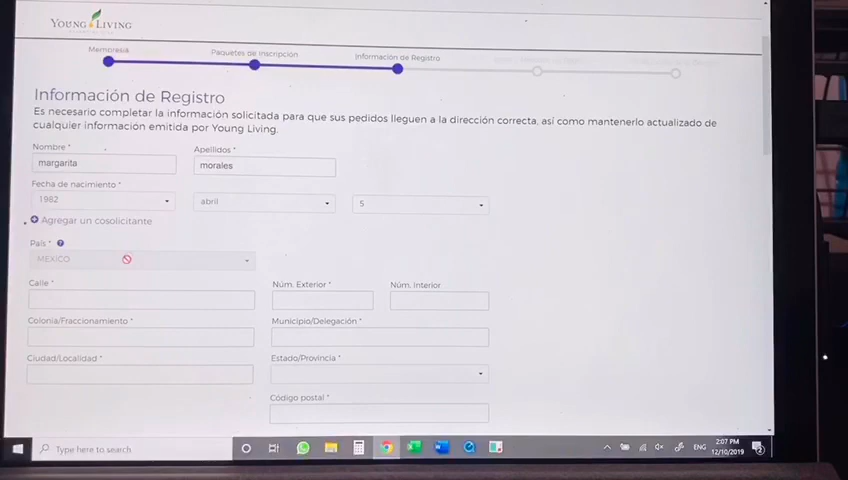 YOUNG LIVING
Membresía
Paquetes de Inscripción
Información de Registro
Información de Registro
Es necesario completar la información solicitada para que sus pedidos lleguen a la dirección correcta, así como mantenerlo actualizado de
cualquier información emitida por Young Living.
Nombre * Apellidos *
margarita morales
Fecha de nacimiento *
1982 abril 5
Agregar un cosolicitante
País * ?
MEXICO
Calle * Núm. Exterior * Núm. Interior
Colonia/Fraccionamiento * Municipio/Delegación *
Ciudad/Localidad * Estado/Provincia *
Código postal *
Type here to search
ENG
2:07 PM
12/10/2019
2